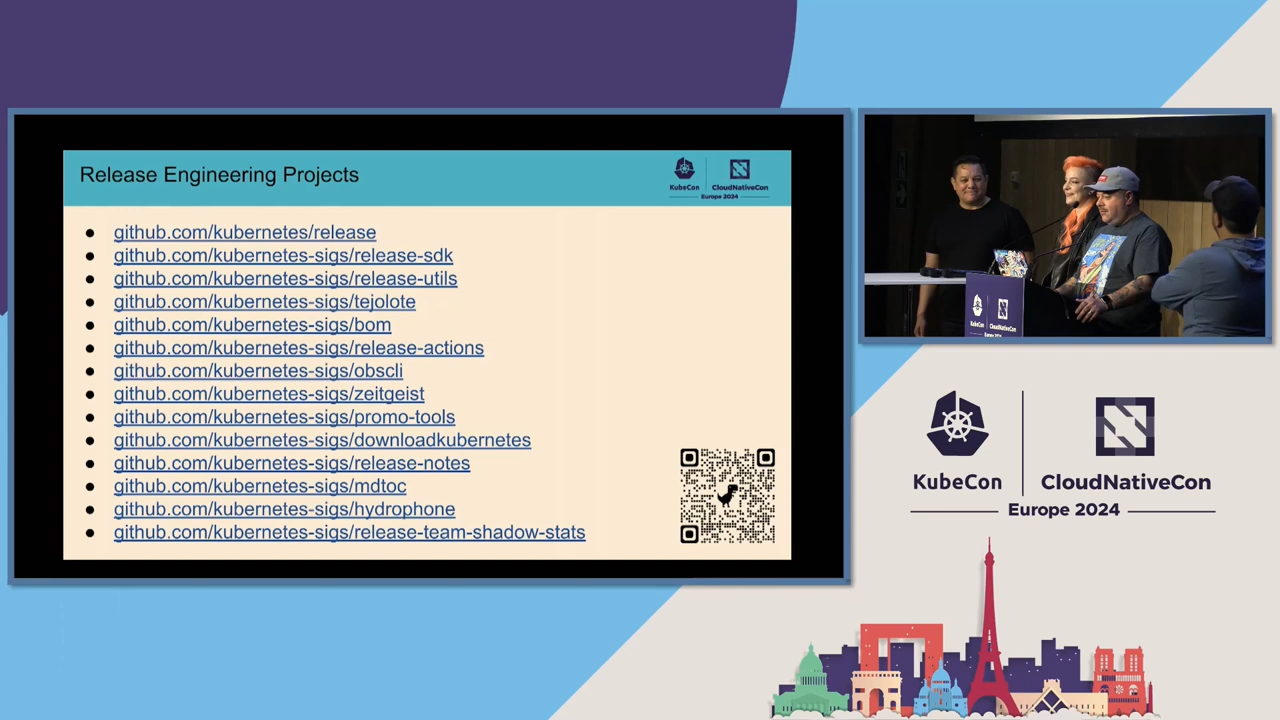 Release Engineering Projects
KubeCon
CloudNativeCon
Europe 2024
github.com/kubernetes/release
github.com/kubernetes-sigs/release-sdk
github.com/kubernetes-sigs/release-utils
github.com/kubernetes-sigs/tejolote
github.com/kubernetes-sigs/bom
github.com/kubernetes-sigs/release-actions
github.com/kubernetes-sigs/obscli
github.com/kubernetes-sigs/zeitgeist
github.com/kubernetes-sigs/promo-tools
github.com/kubernetes-sigs/downloadkubernetes
github.com/kubernetes-sigs/release-notes
github.com/kubernetes-sigs/mdtoc
github.com/kubernetes-sigs/hydrophone
github.com/kubernetes-sigs/release-team-shadow-stats
KubeCon
CloudNativeCon
Europe 2024